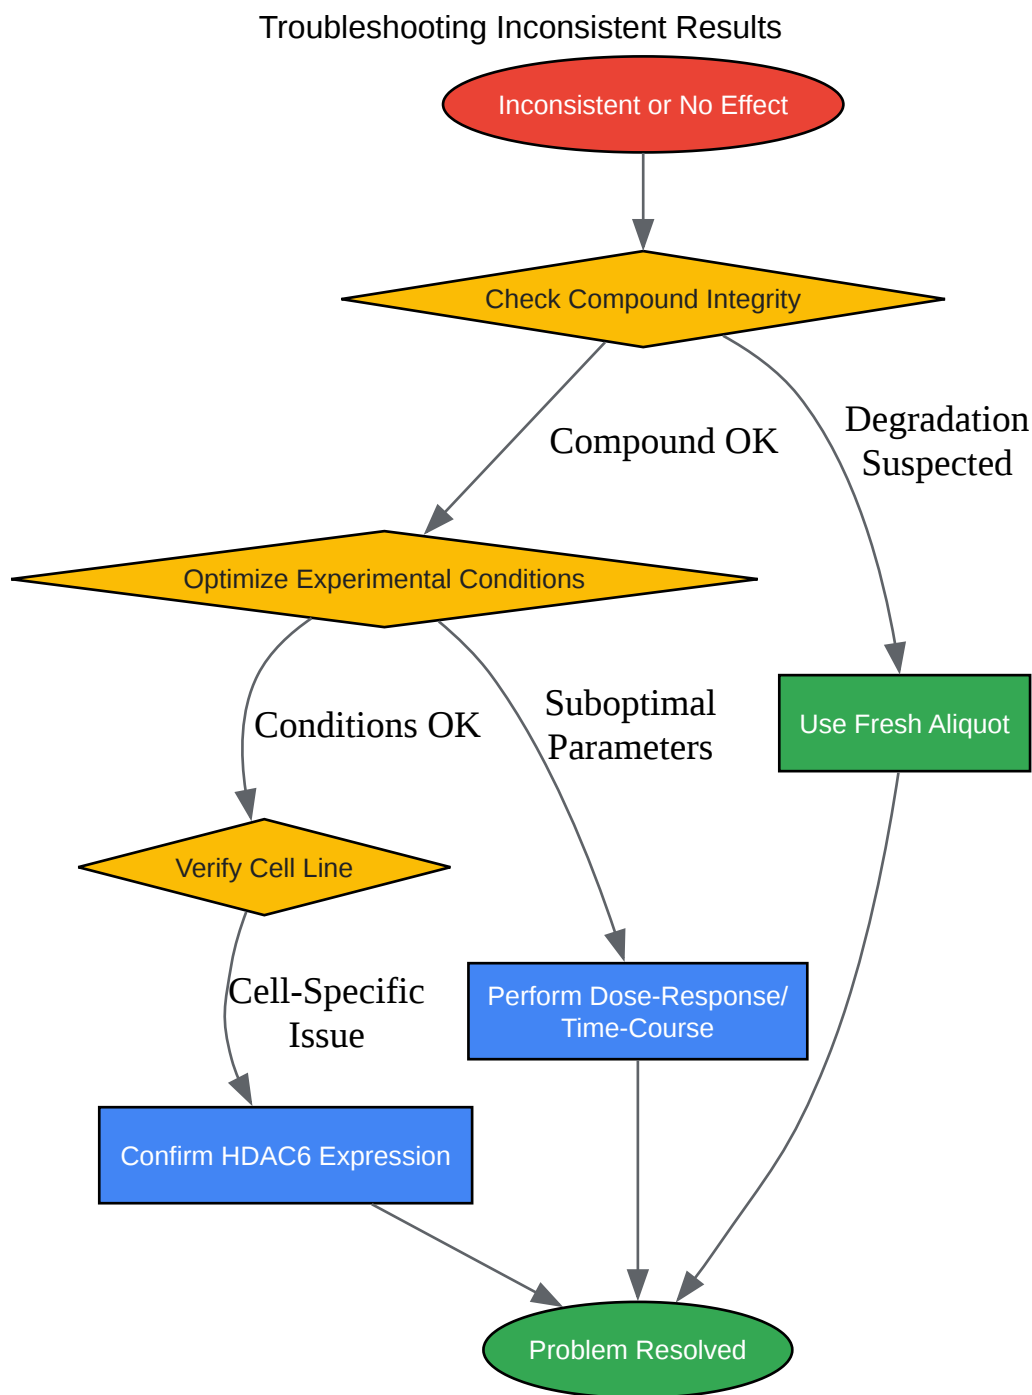 Troubleshooting Inconsistent Results
Inconsistent or No Effect
Check Compound Integrity
Compound OK
Degradation
Suspected
Optimize Experimental Conditions
Conditions OK
Suboptimal
Parameters
Use Fresh Aliquot
Verify Cell Line
Cell-Specific
Issue
Perform Dose-Response/
Time-Course
Confirm HDAC6 Expression
Problem Resolved